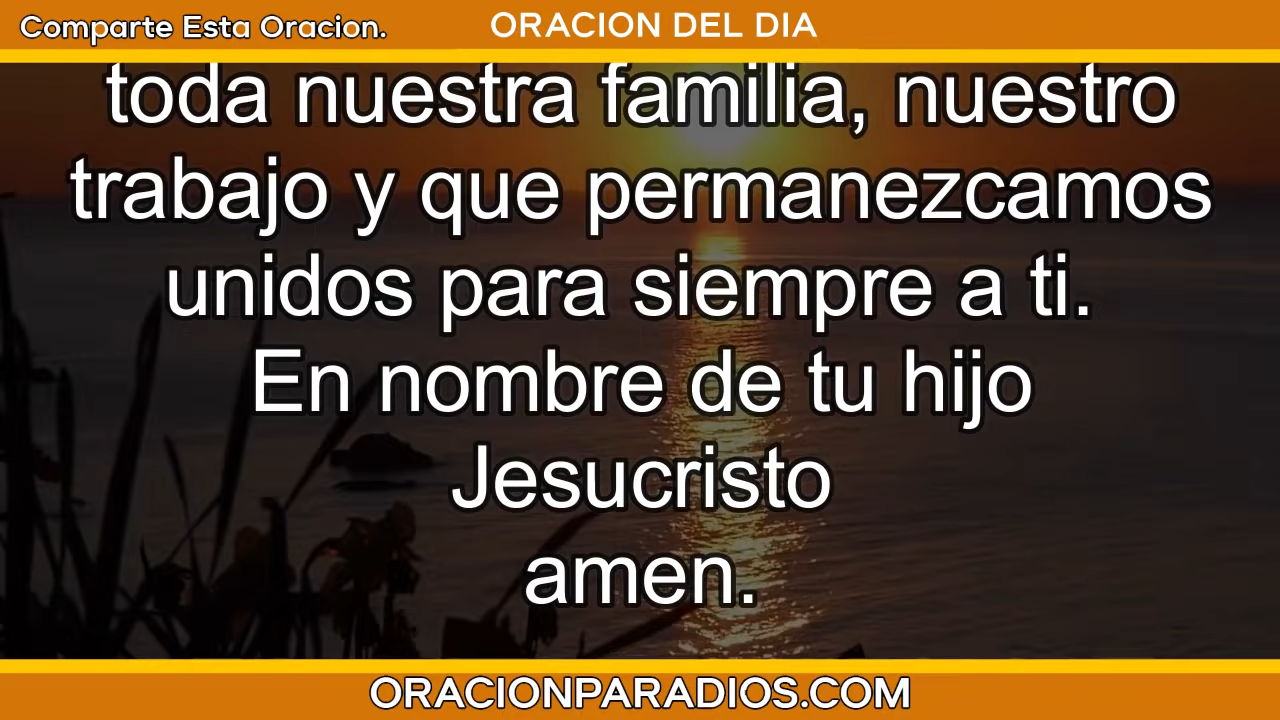 Comparte Esta Oracion.
ORACION DEL DIA
toda nuestra familia, nuestro
trabajo y que permanezcamos
unidos para siempre a ti.
En nombre de tu hijo
Jesucristo
amen.
ORACIONPARADIOS.COM